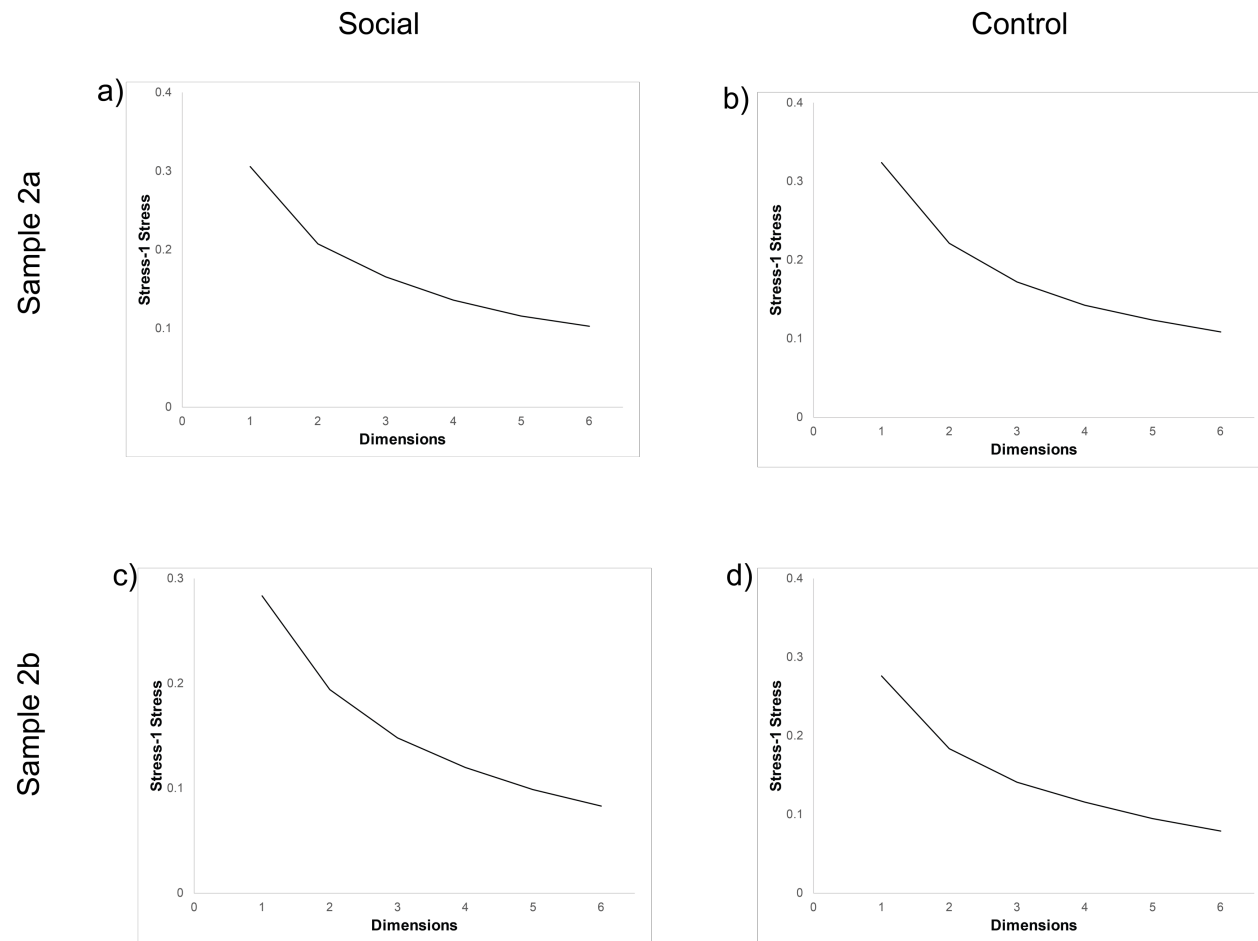 Social
Control
Sample 2a
a)
0.4
0.3
0.2
0.1
0
Stress-1 Stress
0 1 2 3 4 5 6
Dimensions
b)
0.4
0.3
0.2
0.1
0
Stress-1 Stress
0 1 2 3 4 5 6
Dimensions
Sample 2b
c)
0.3
0.2
0.1
0
Stress-1 Stress
0 1 2 3 4 5 6
Dimensions
d)
0.4
0.3
0.2
0.1
0
Stress-1 Stress
0 1 2 3 4 5 6
Dimensions